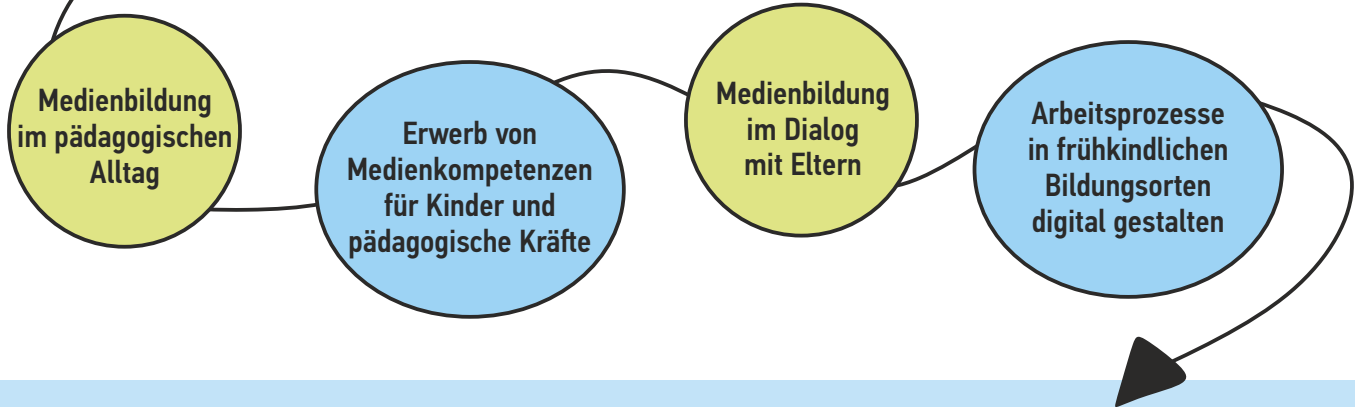 Medienbildung
im pädagogischen
Alltag
Erwerb von
Medienkompetenzen
für Kinder und
pädagogische Kräfte
Medienbildung
im Dialog
mit Eltern
Arbeitsprozesse
in frühkindlichen
Bildungsorten
digital gestalten